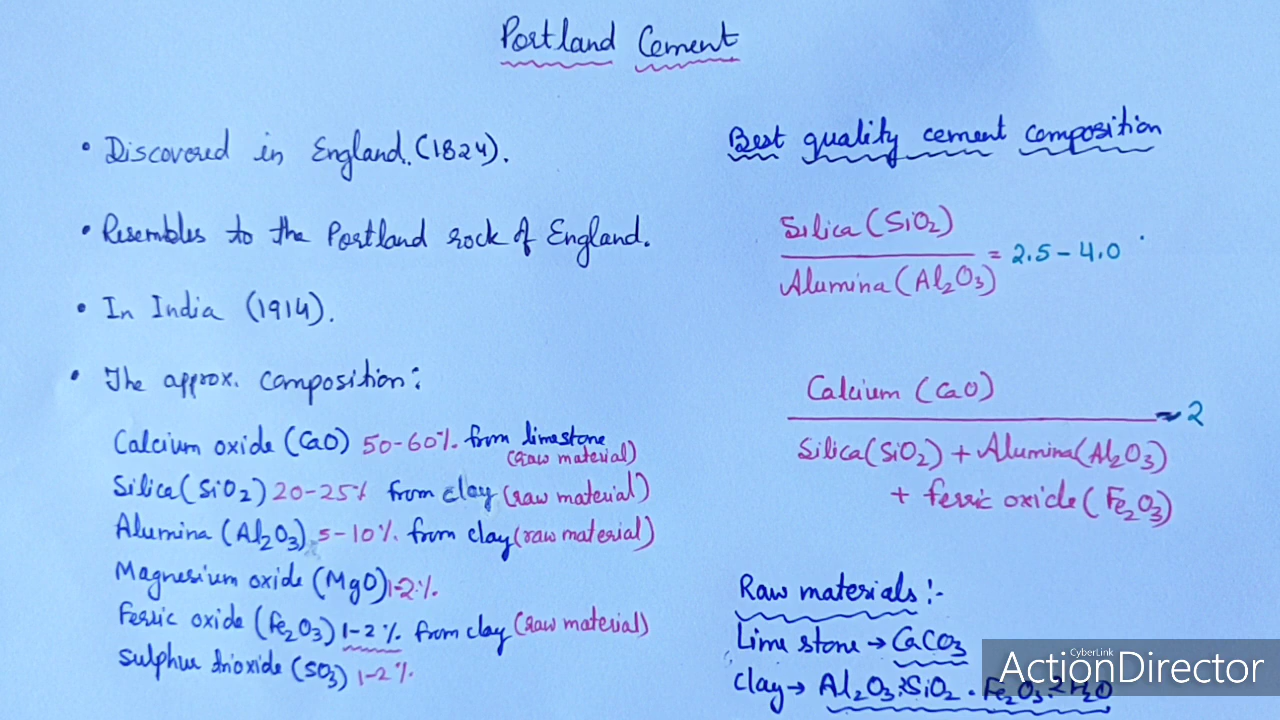 Portland Cement
• Discovered in England. (1824).
• Resembles to the Portland rock of England.
• In India (1914).
• The approx. composition:
Calcium oxide (CaO) 50-60%. from limestone
(raw material)
Silica (SiO2) 20-25% from clay (raw material)
Alumina (Al2O3) 5-10%. from clay (raw material)
Magnesium oxide (MgO) 1-2%.
Ferric oxide (Fe2O3) 1-2%. from clay (raw material)
Sulphur trioxide (SO3) 1-2%.
Best quality cement composition
Silica (SiO2)
= 2.5 - 4.0
Alumina (Al2O3)
Calcium (CaO)
≈ 2
Silica (SiO2) + Alumina (Al2O3)
+ ferric oxide (Fe2O3)
Raw materials :-
Lime stone → CaCO3
clay → Al2O3.SiO2 . Fe2O3.2H2O
CyberLink
ActionDirector